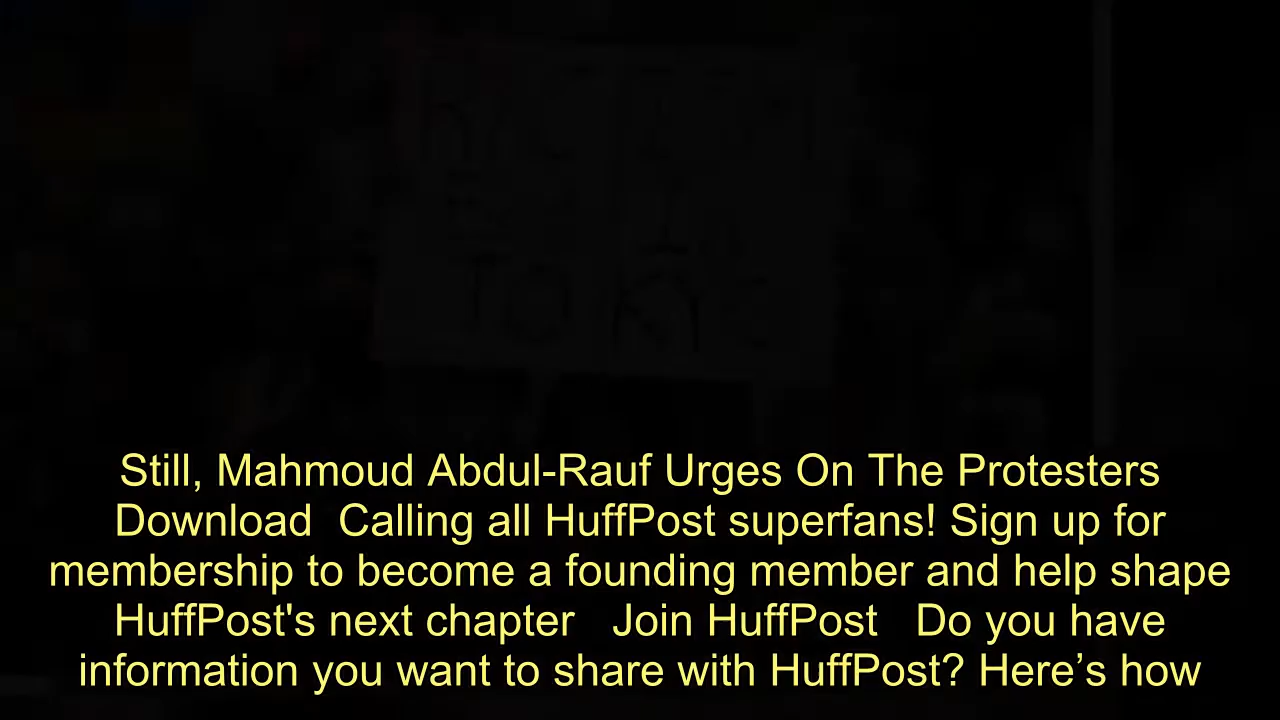 Still, Mahmoud Abdul-Rauf Urges On The Protesters
Download  Calling all HuffPost superfans! Sign up for
membership to become a founding member and help shape
HuffPost's next chapter   Join HuffPost   Do you have
information you want to share with HuffPost? Here’s how